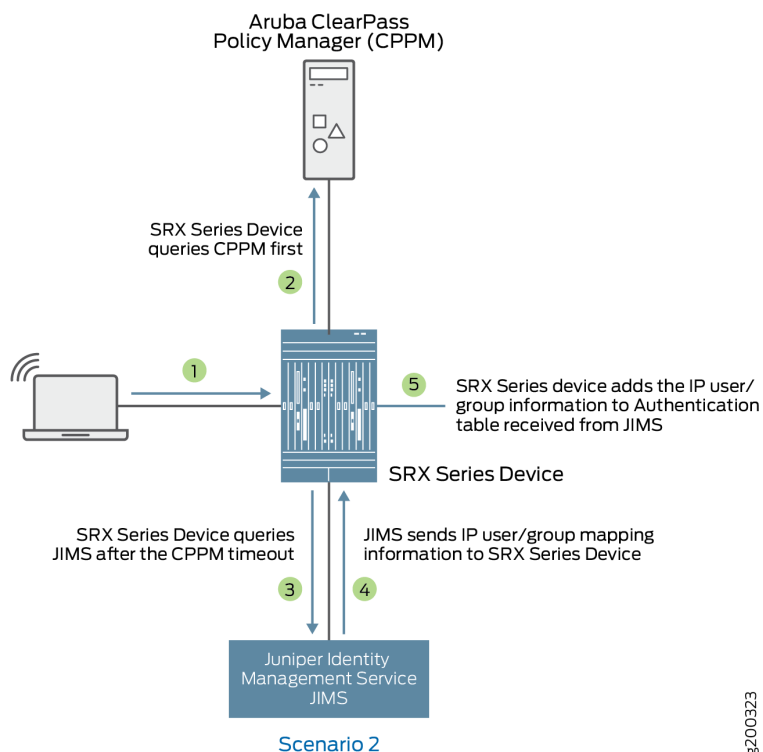 Aruba ClearPass
Policy Manager (CPPM)
SRX Series Device
queries CPPM first
2
1
5
SRX Series device adds the IP user/
group information to Authentication
table received from JIMS
SRX Series Device
SRX Series Device queries
JIMS after the CPPM timeout
JIMS sends IP user/group mapping
information to SRX Series Device
3
4
Juniper Identity
Management Service
JIMS
Scenario 2
g200323